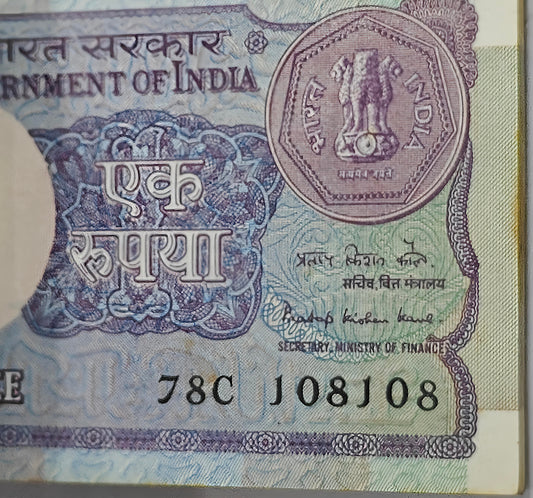 भारत सरकार
GOVERNMENT OF INDIA
भारत INDIA
सत्यमेव जयते
एक
रुपया
प्रताप किशन कौल
सचिव, वित्त मंत्रालय
Pratap Kishen Kaul
SECRETARY, MINISTRY OF FINANCE
78C 108108